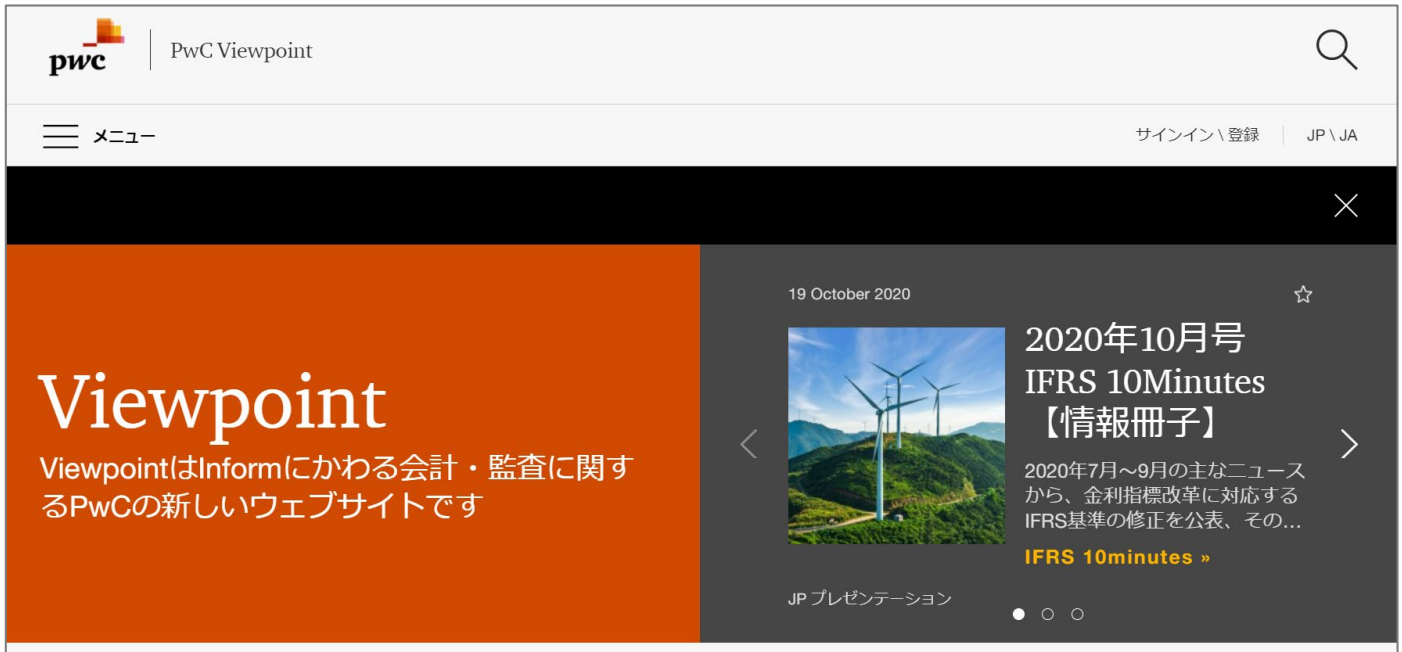 pwc
PwC Viewpoint
メニュー
サインイン \ 登録
JP \ JA
Viewpoint
ViewpointはInformにかわる会計・監査に関す
るPwCの新しいウェブサイトです
19 October 2020
2020年10月号
IFRS 10Minutes
【情報冊子】
2020年7月～9月の主なニュース
から、金利指標改革に対応する
IFRS基準の修正を公表、その...
IFRS 10minutes »
JP プレゼンテーション